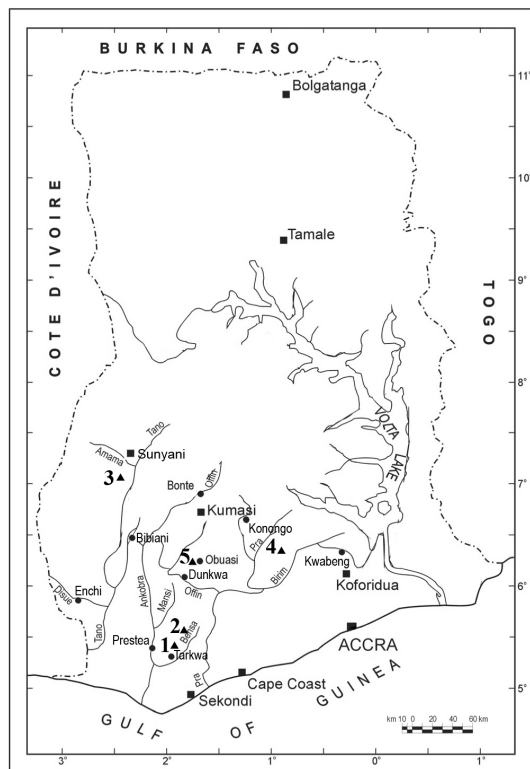 BURKINA FASO
11°
Bolgatanga
10°
Tamale
9°
COTE D'IVOIRE
TOGO
8°
VOLTA LAKE
Tano
Amama
Sunyani
7°
3
Bonte
Offin
Kumasi
Konongo
Bibiani
Pra
4
5
Obuasi
Kwabeng
Dunkwa
Birim
Koforidua
6°
Enchi
Disue
Offin
Ankobra
Mansi
Tano
2
Bonsa
Prestea
1
Tarkwa
ACCRA
Pra
Cape Coast
5°
Sekondi
GULF OF GUINEA
km 10 0 20 40 60 km
3° 2° 1° 0° 1°